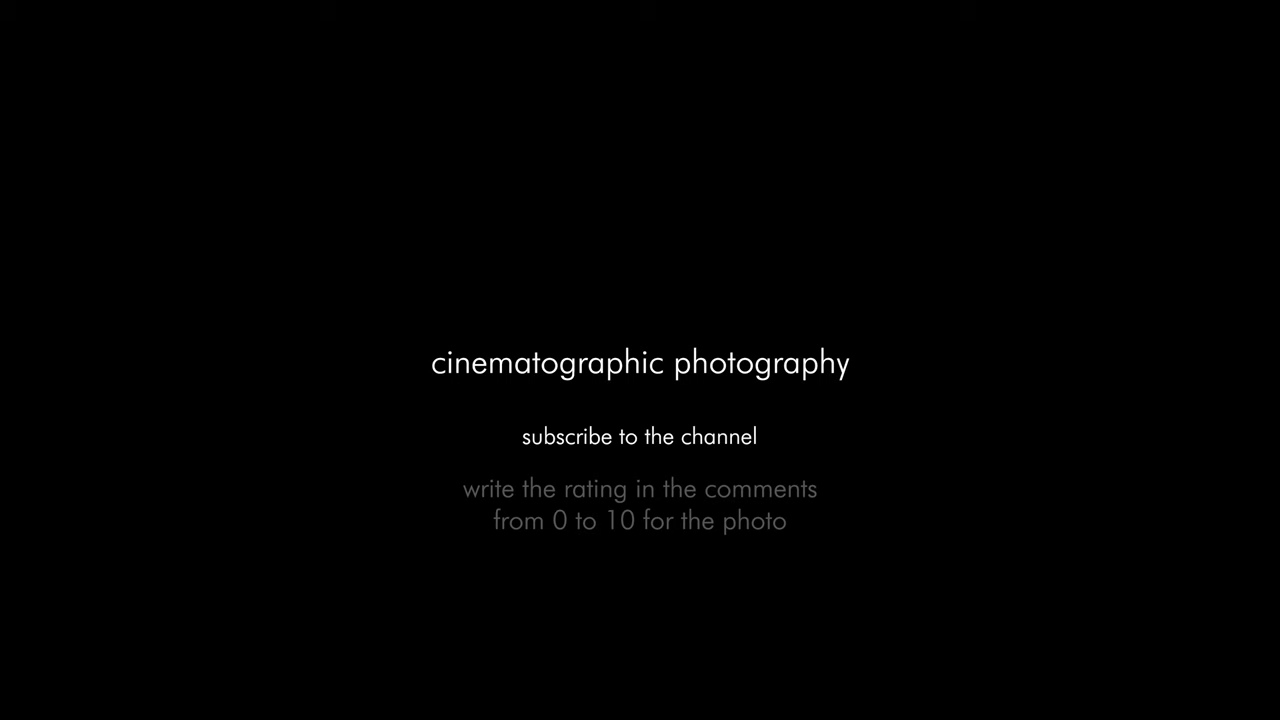 cinematographic photography
subscribe to the channel
write the rating in the comments
from 0 to 10 for the photo